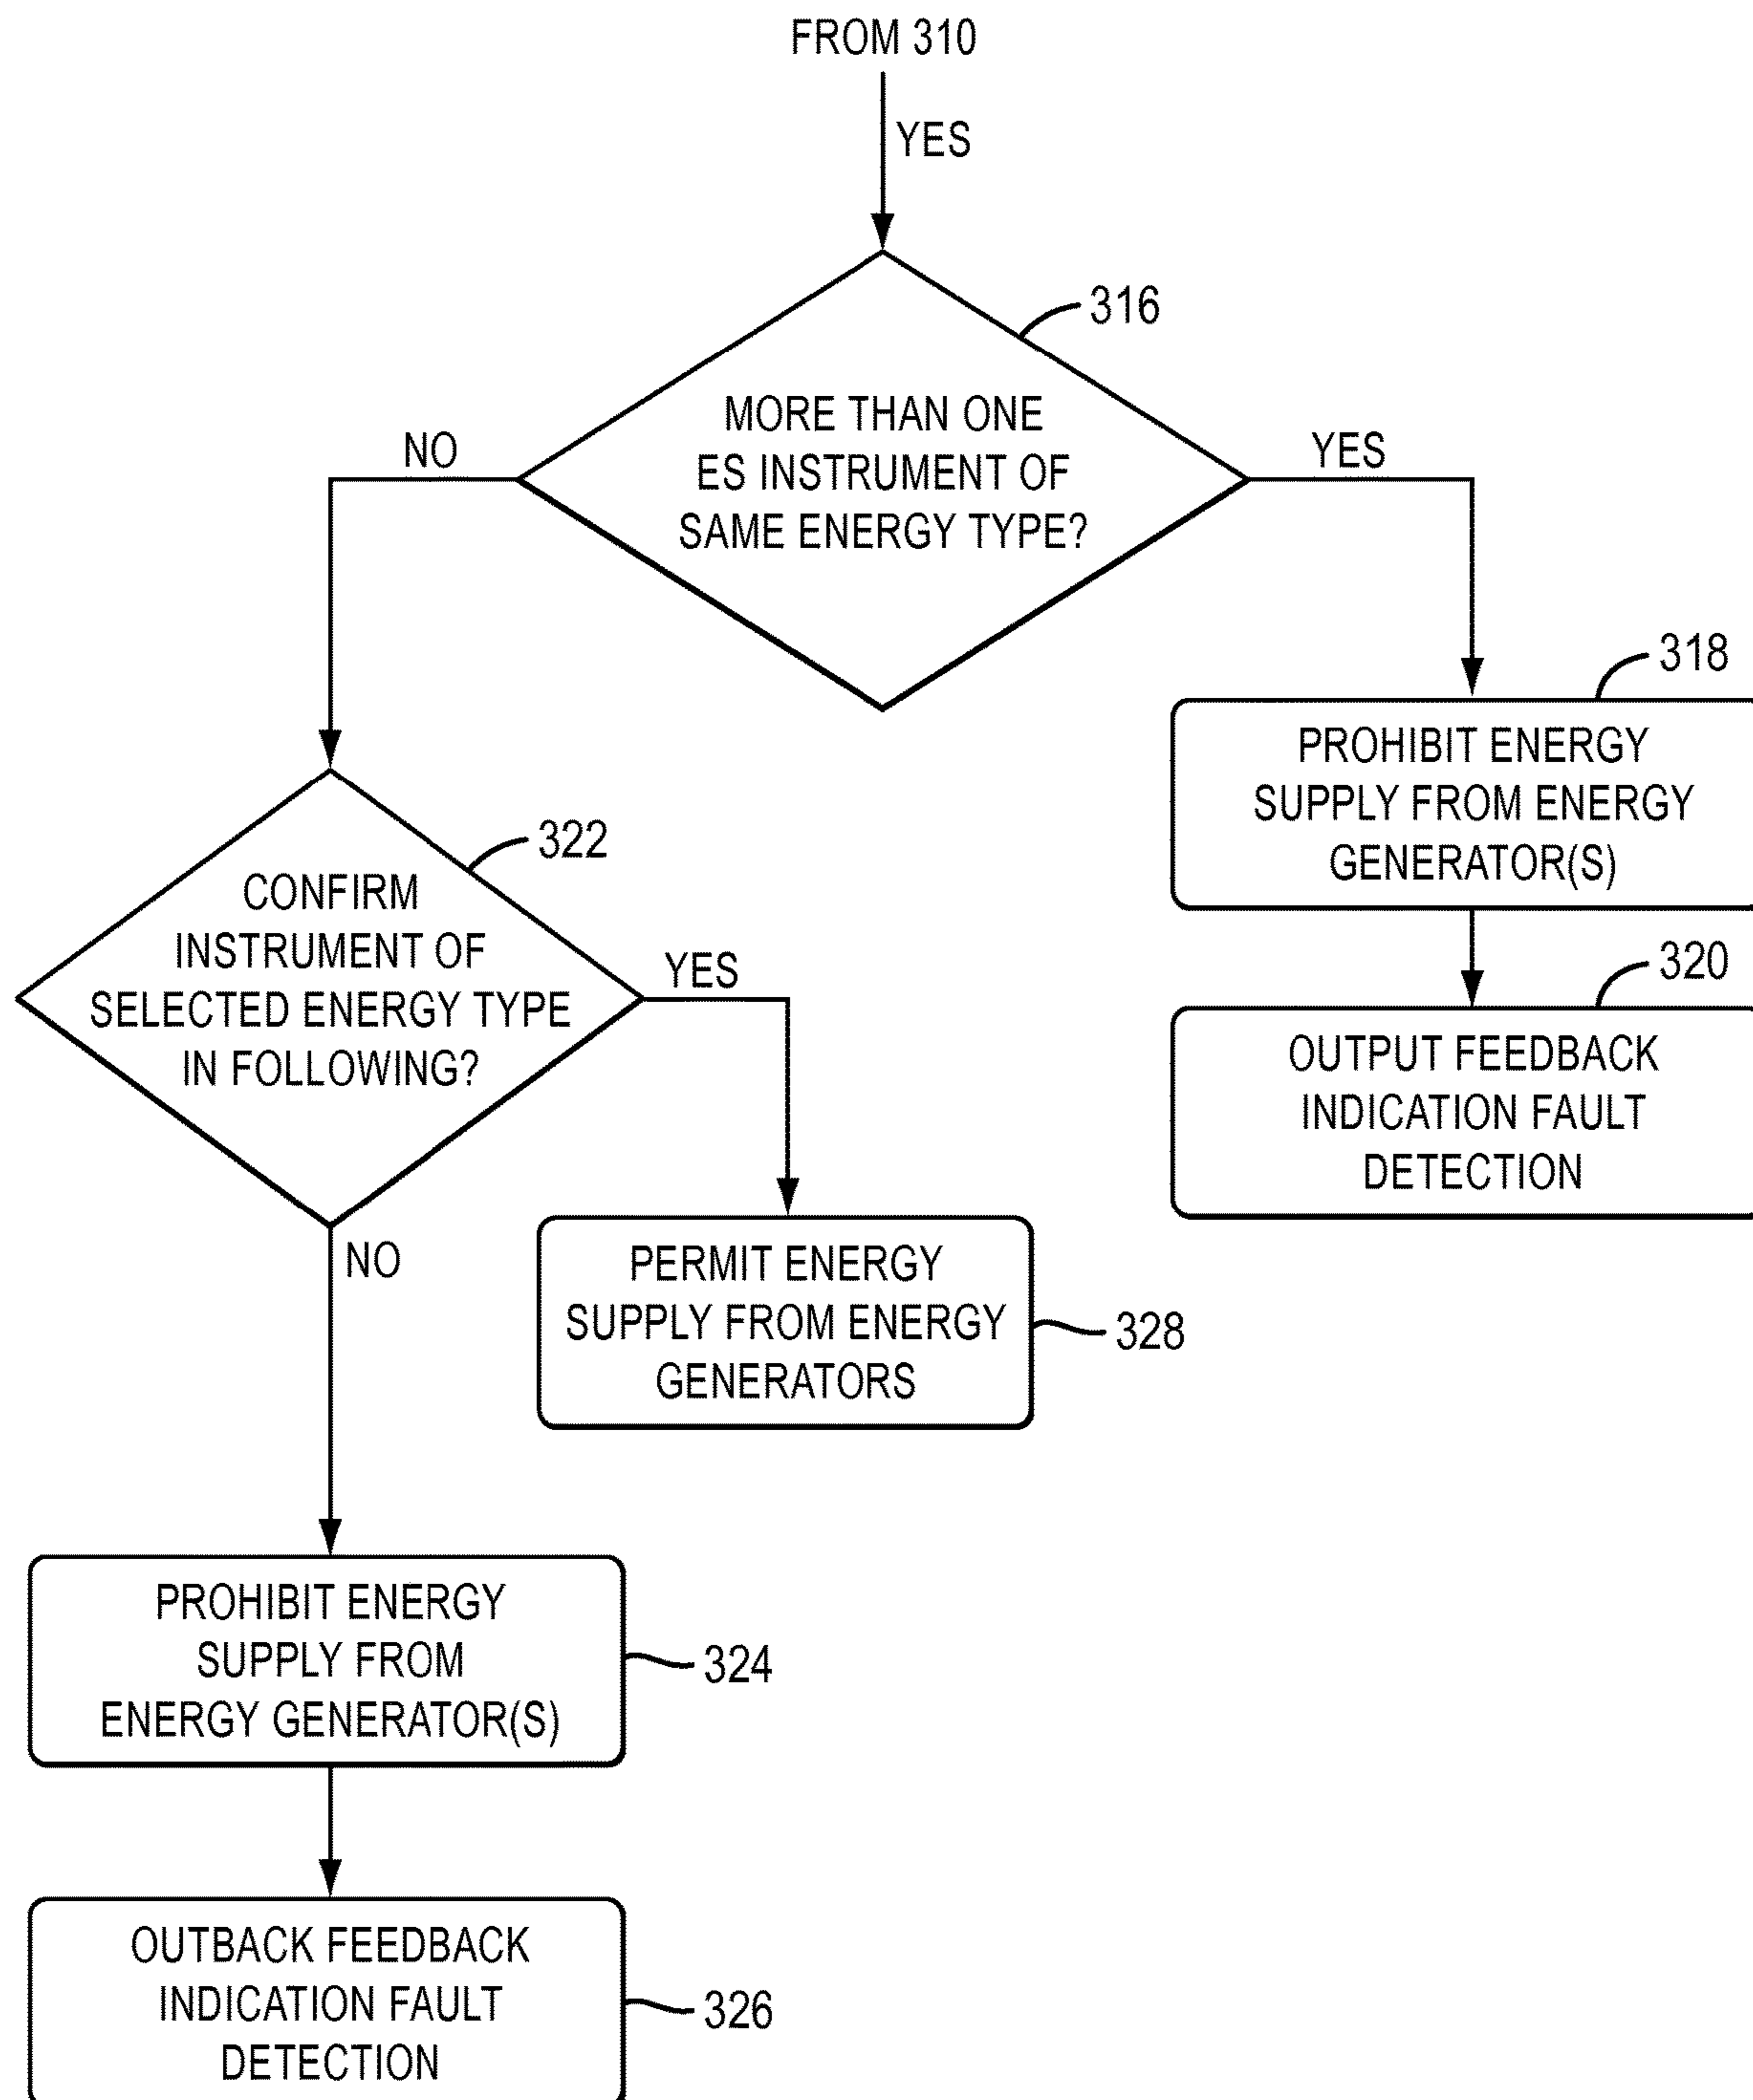 FROM 310
YES
316
MORE THAN ONE
ES INSTRUMENT OF
SAME ENERGY TYPE?
NO
YES
318
PROHIBIT ENERGY
SUPPLY FROM ENERGY
GENERATOR(S)
320
OUTPUT FEEDBACK
INDICATION FAULT
DETECTION
322
CONFIRM
INSTRUMENT OF
SELECTED ENERGY TYPE
IN FOLLOWING?
YES
NO
PERMIT ENERGY
SUPPLY FROM ENERGY
GENERATORS
328
PROHIBIT ENERGY
SUPPLY FROM
ENERGY GENERATOR(S)
324
OUTBACK FEEDBACK
INDICATION FAULT
DETECTION
326